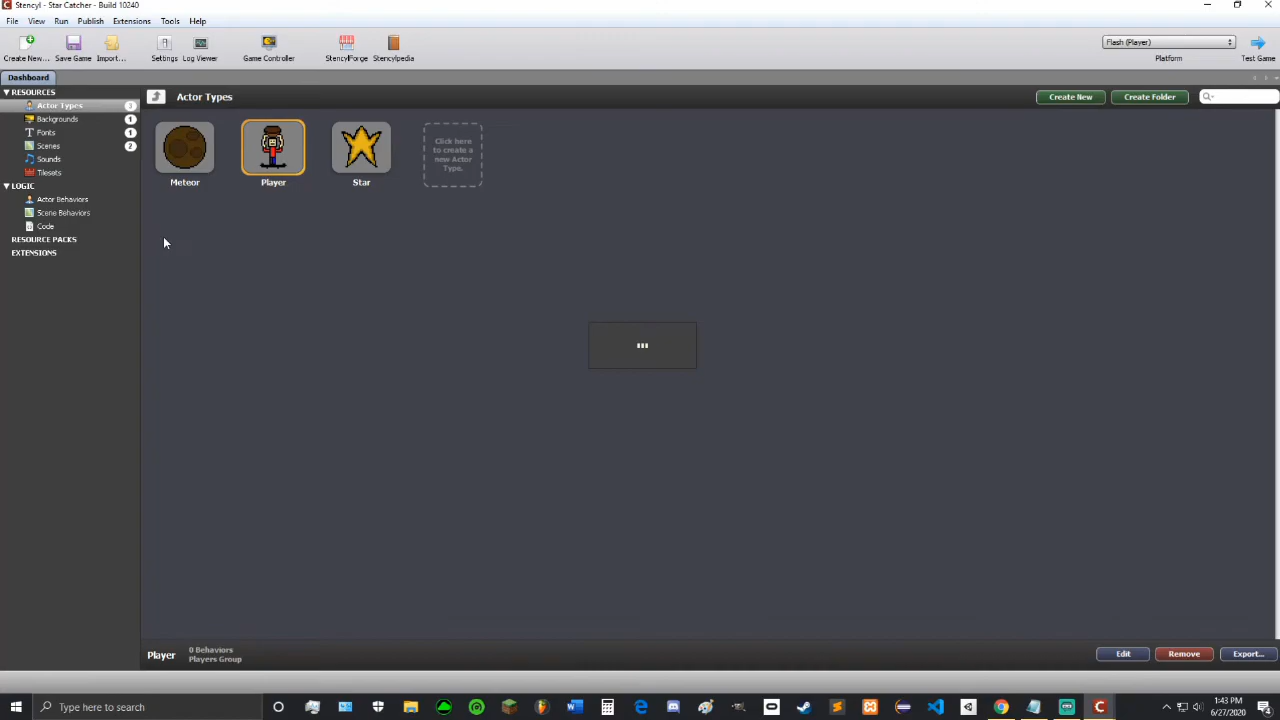 Stencyl - Star Catcher - Build 10240
File View Run Publish Extensions Tools Help
Create New... Save Game Import... Settings Log Viewer Game Controller StencylForge Stencylpedia Platform Test Game
Flash (Player)
Dashboard
RESOURCES
Actor Types 3
Backgrounds 1
Fonts 1
Scenes 2
Sounds
Tilesets
LOGIC
Actor Behaviors
Scene Behaviors
Code
RESOURCE PACKS
EXTENSIONS
Actor Types
Create New Create Folder
Meteor Player Star
Click here
to create a
new Actor
Type.
Player
0 Behaviors
Players Group
Edit Remove Export...
Type here to search
1:43 PM
6/27/2020